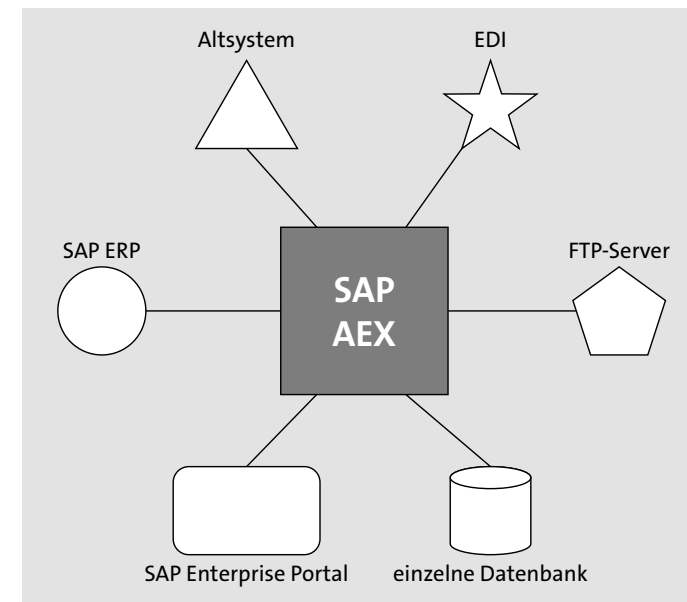 Altsystem
EDI
SAP ERP
FTP-Server
SAP
AEX
SAP Enterprise Portal
einzelne Datenbank